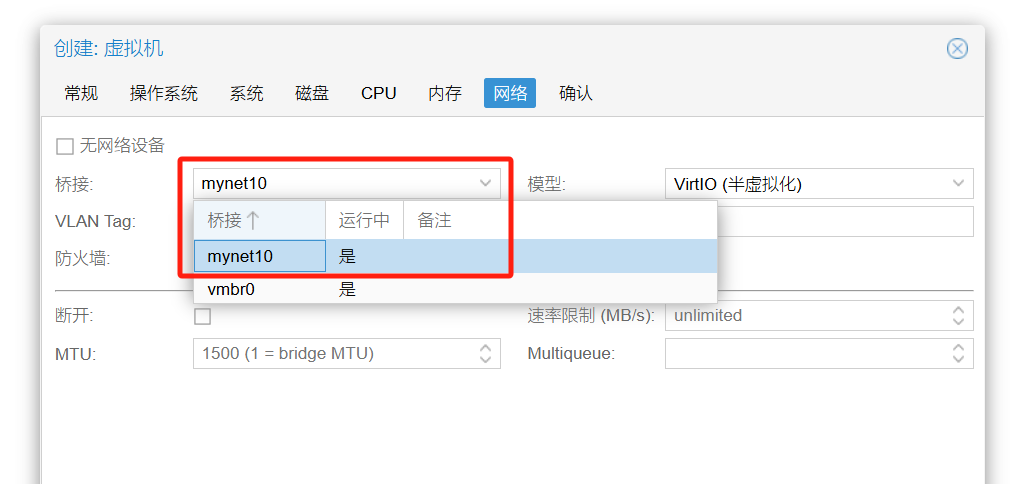 创建: 虚拟机
常规 操作系统 系统 磁盘 CPU 内存 网络 确认
无网络设备
桥接: mynet10 模型: VirtIO (半虚拟化)
VLAN Tag: 桥接 运行中 备注
防火墙: mynet10 是
vmbr0 是
断开: 速率限制 (MB/s): unlimited
MTU: 1500 (1 = bridge MTU) Multiqueue: